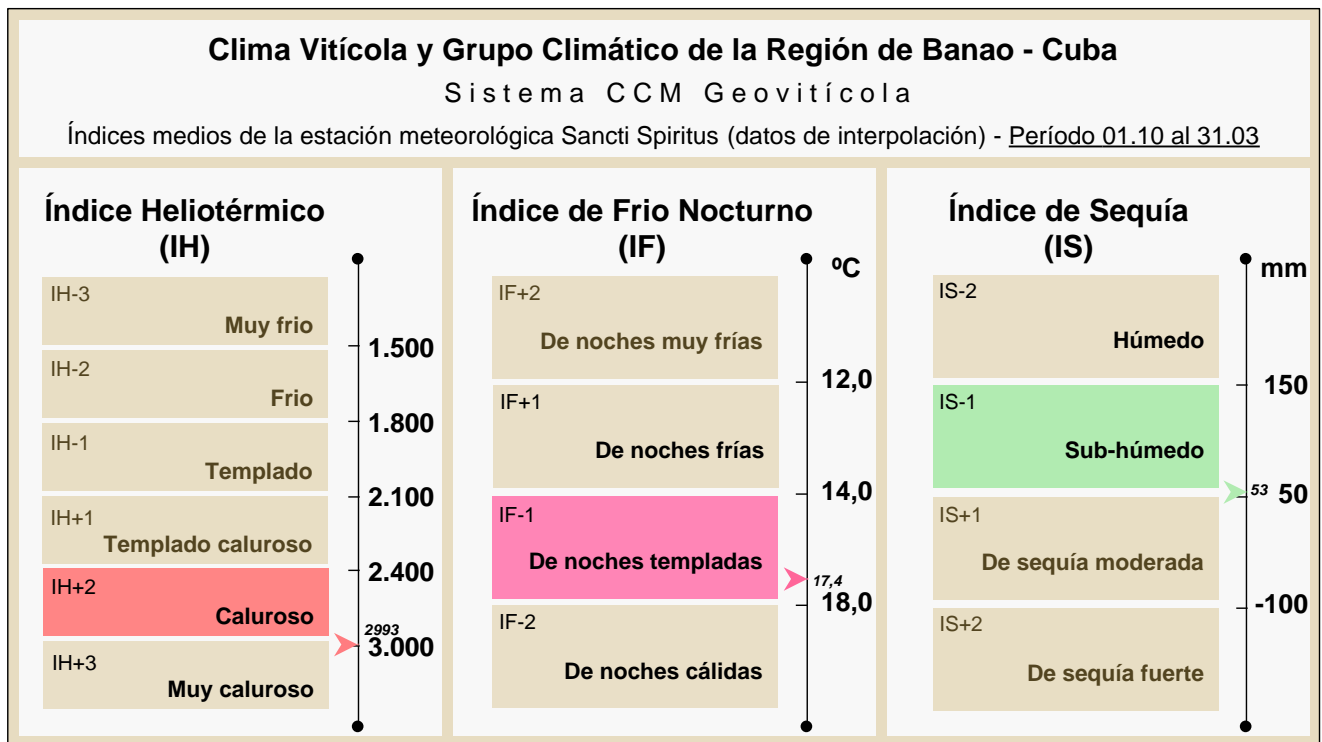 Clima Vitícola y Grupo Climático de la Región de Banao - Cuba
Sistema CCM Geovitícola
Índices medios de la estación meteorológica Sancti Spiritus (datos de interpolación) - Período 01.10 al 31.03
Índice Heliotérmico
(IH)
IH-3
Muy frio
1.500
IH-2
Frio
1.800
IH-1
Templado
2.100
IH+1
Templado caluroso
2.400
IH+2
Caluroso
2993
3.000
IH+3
Muy caluroso
Índice de Frio Nocturno
(IF)
ºC
IF+2
De noches muy frías
12,0
IF+1
De noches frías
14,0
IF-1
De noches templadas
17,4
18,0
IF-2
De noches cálidas
Índice de Sequía
(IS)
mm
IS-2
Húmedo
150
IS-1
Sub-húmedo
53
50
IS+1
De sequía moderada
-100
IS+2
De sequía fuerte